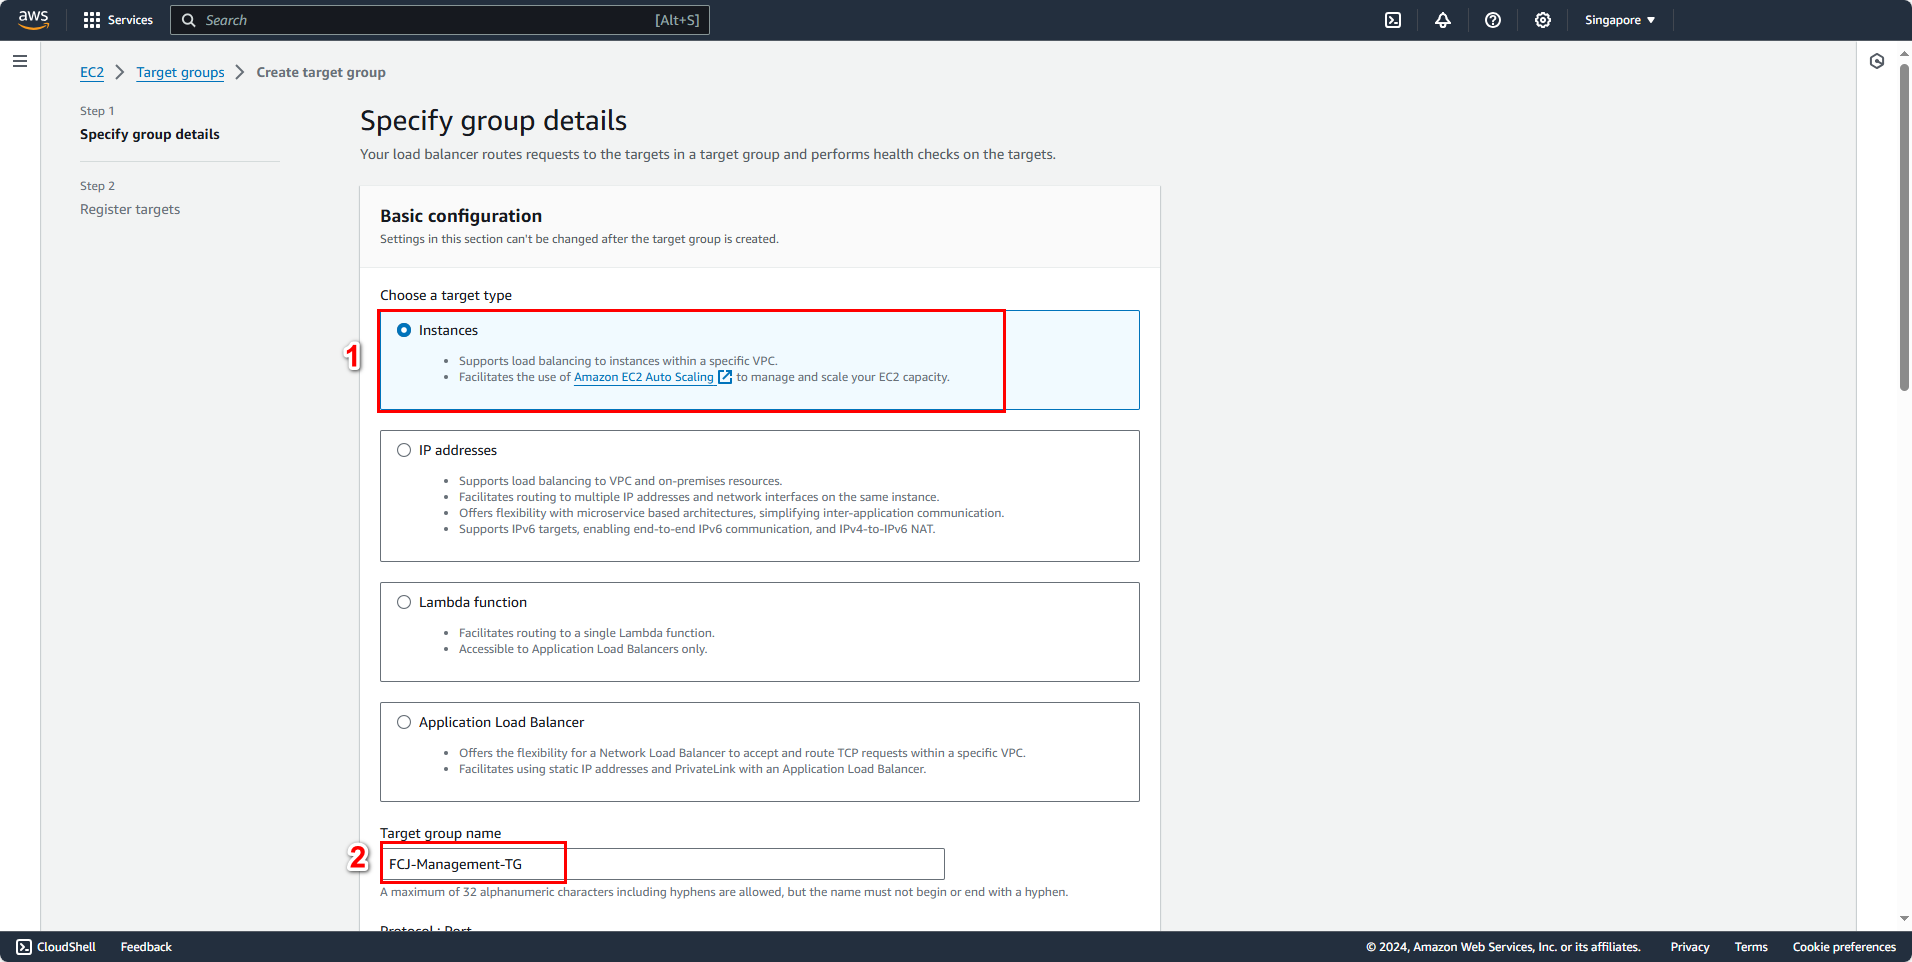 aws
Services
Search
[Alt+S]
Singapore
EC2
Target groups
Create target group
Step 1
Specify group details
Step 2
Register targets
Specify group details
Your load balancer routes requests to the targets in a target group and performs health checks on the targets.
Basic configuration
Settings in this section can't be changed after the target group is created.
Choose a target type
1
Instances
Supports load balancing to instances within a specific VPC.
Facilitates the use of Amazon EC2 Auto Scaling to manage and scale your EC2 capacity.
IP addresses
Supports load balancing to VPC and on-premises resources.
Facilitates routing to multiple IP addresses and network interfaces on the same instance.
Offers flexibility with microservice based architectures, simplifying inter-application communication.
Supports IPv6 targets, enabling end-to-end IPv6 communication, and IPv4-to-IPv6 NAT.
Lambda function
Facilitates routing to a single Lambda function.
Accessible to Application Load Balancers only.
Application Load Balancer
Offers the flexibility for a Network Load Balancer to accept and route TCP requests within a specific VPC.
Facilitates using static IP addresses and PrivateLink with an Application Load Balancer.
Target group name
2
FCJ-Management-TG
A maximum of 32 alphanumeric characters including hyphens are allowed, but the name must not begin or end with a hyphen.
Protocol : Port
CloudShell
Feedback
© 2024, Amazon Web Services, Inc. or its affiliates.
Privacy
Terms
Cookie preferences